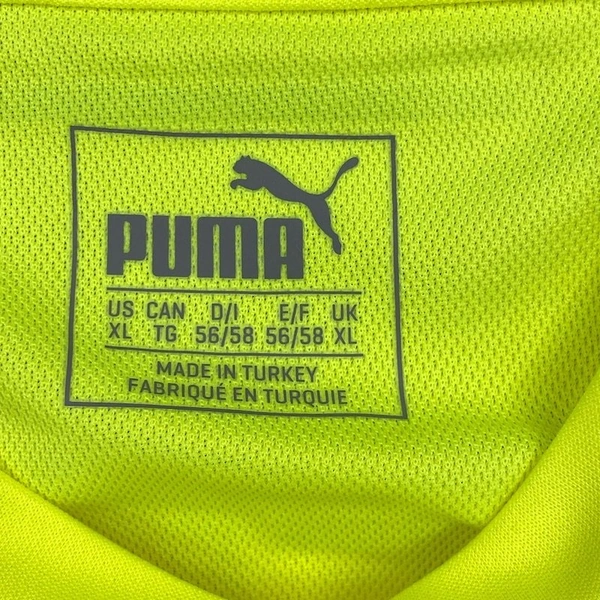 PUMA
US CAN D/I E/F UK
XL TG 56/58 56/58 XL
MADE IN TURKEY
FABRIQUÉ EN TURQUIE